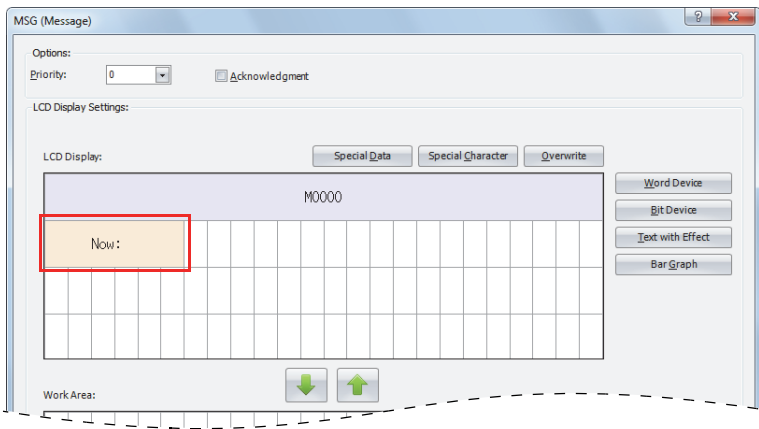 MSG (Message)
Options:
Priority: 0 Acknowledgment
LCD Display Settings:
LCD Display: Special Data Special Character Overwrite
M0000 Word Device
Bit Device
Now: Text with Effect
Bar Graph
Work Area: